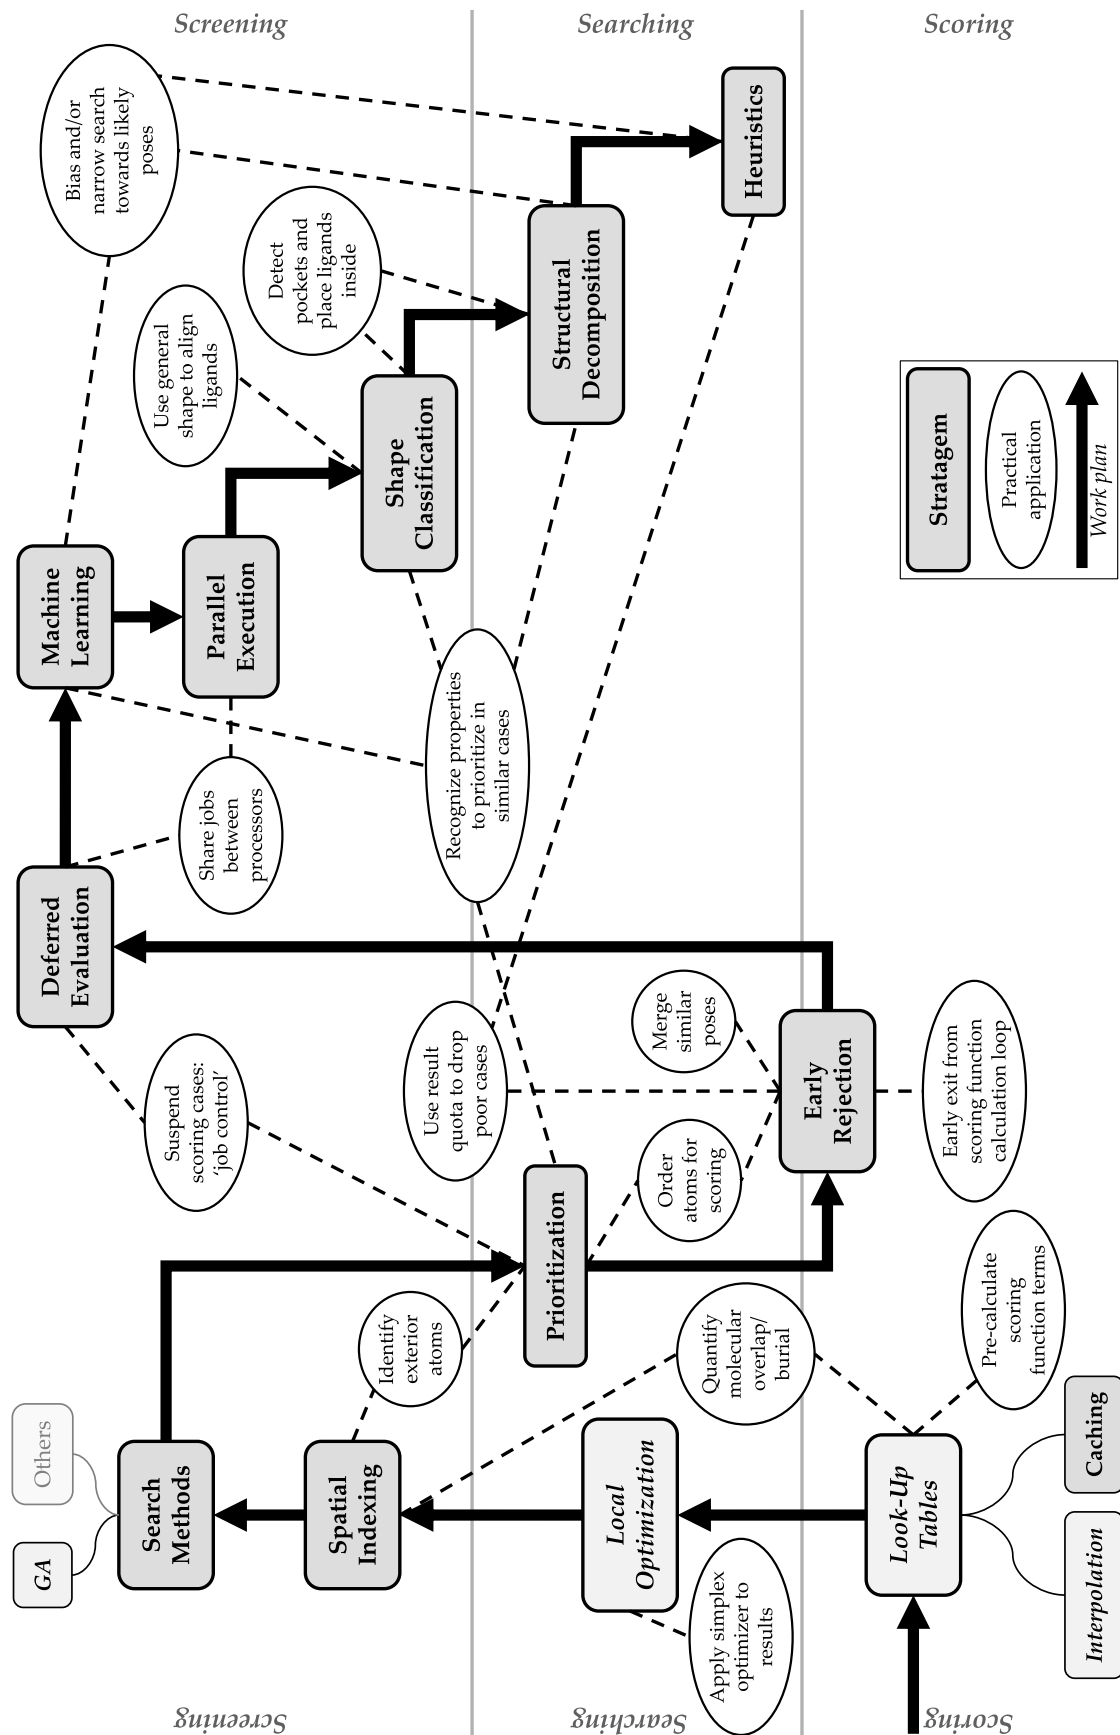 Screening
Searching
Scoring
Screening
Searching
Scoring
GA
Others
Search
Methods
Spatial
Indexing
Local
Optimization
Look-Up
Tables
Interpolation
Caching
Apply simplex
optimizer to
results
Pre-calculate
scoring
function terms
Quantify
molecular
overlap/
burial
Identify
exterior
atoms
Prioritization
Order
atoms for
scoring
Suspend
scoring cases:
‘job control’
Use result
quota to drop
poor cases
Merge
similar
poses
Early
Rejection
Early exit from
scoring function
calculation loop
Deferred
Evaluation
Share jobs
between
processors
Recognize properties
to prioritize in
similar cases
Machine
Learning
Parallel
Execution
Shape
Classification
Use general
shape to align
ligands
Detect
pockets and
place ligands
inside
Bias and/or
narrow search
towards likely
poses
Structural
Decomposition
Heuristics
Stratagem
Practical
application
Work plan